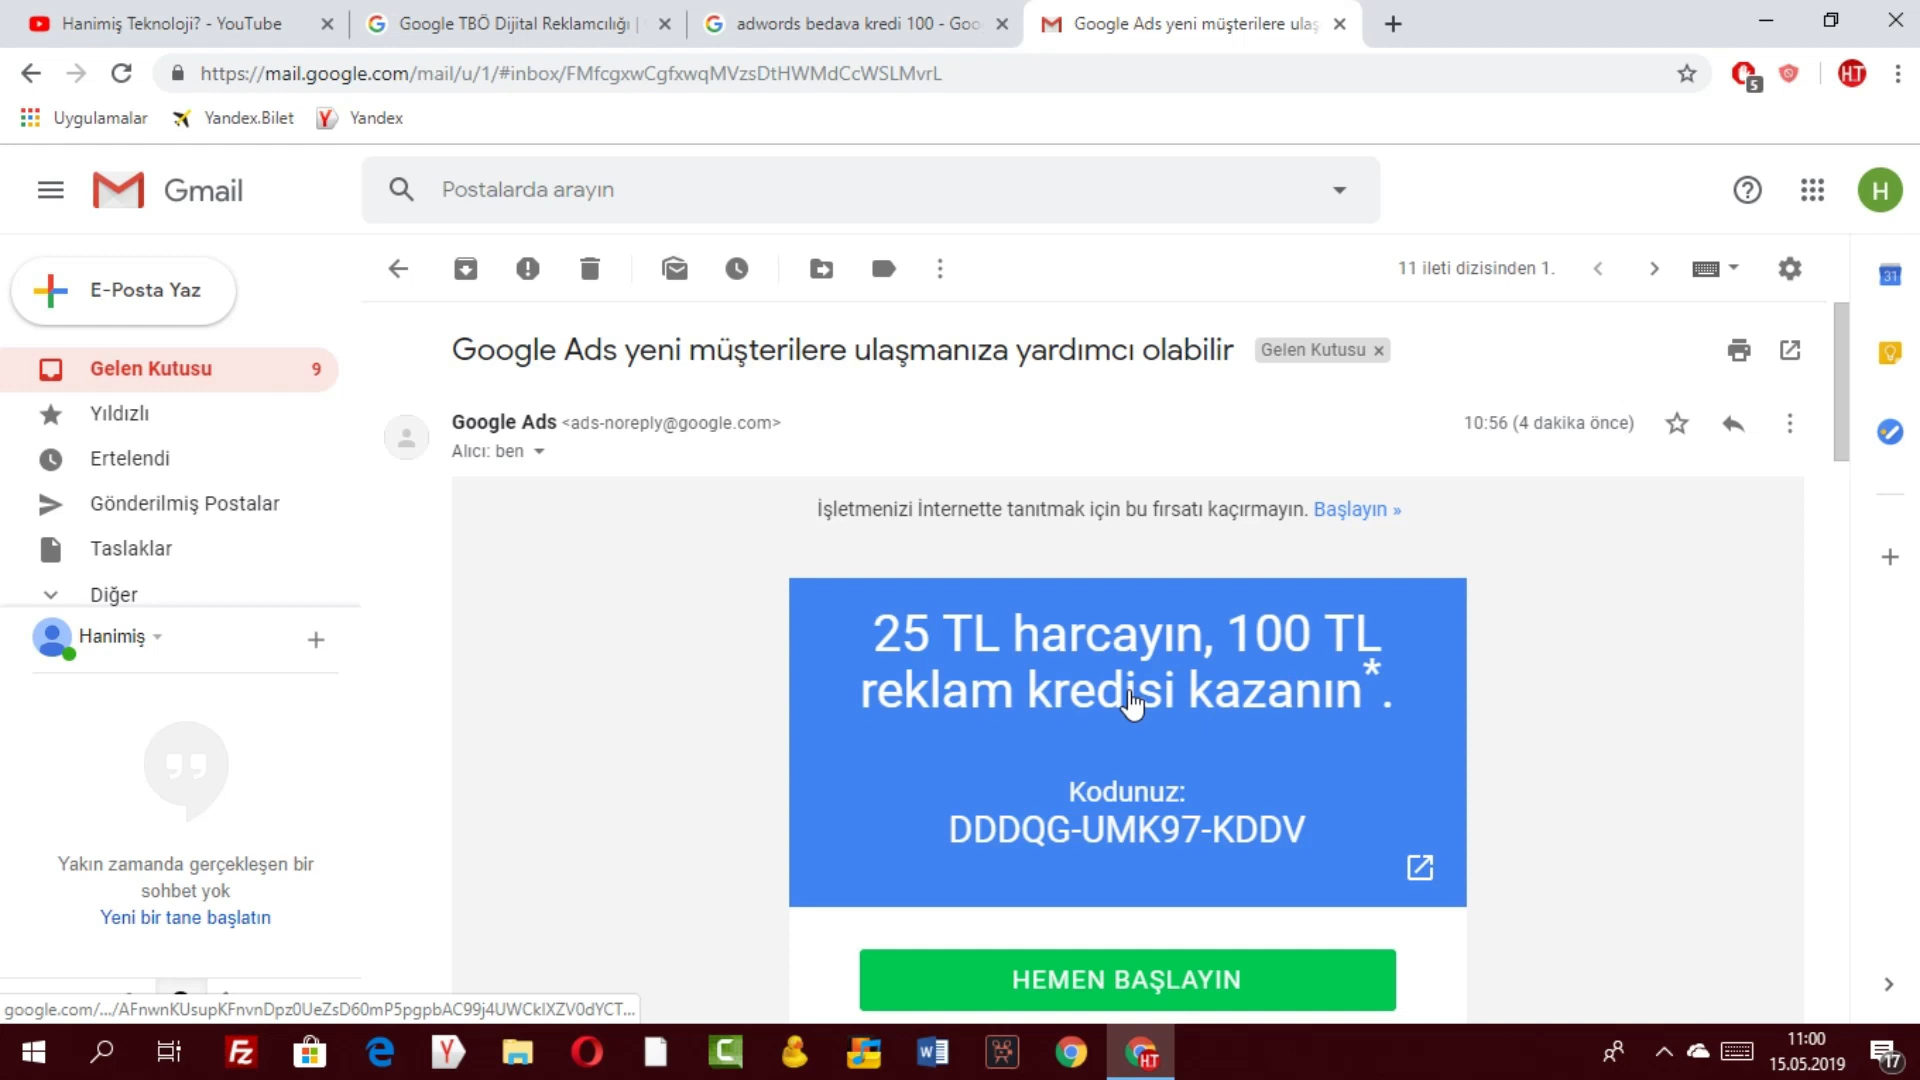 Hanimiş Teknoloji? - YouTube
Google TBÖ Dijital Reklamcılığı |
adwords bedava kredi 100 - Goo
Google Ads yeni müşterilere ulaş
https://mail.google.com/mail/u/1/#inbox/FMfcgxwCgfxwqMVzsDtHWMdCcWSLMvrL
5
HT
Uygulamalar
Yandex.Bilet
Yandex
Gmail
Postalarda arayın
H
E-Posta Yaz
11 ileti dizisinden 1.
31
Gelen Kutusu 9
Yıldızlı
Ertelendi
Gönderilmiş Postalar
Taslaklar
Diğer
Hanimiş
Yakın zamanda gerçekleşen bir
sohbet yok
Yeni bir tane başlatın
Google Ads yeni müşterilere ulaşmanıza yardımcı olabilir
Gelen Kutusu x
Google Ads <ads-noreply@google.com>
10:56 (4 dakika önce)
Alıcı: ben
İşletmenizi İnternette tanıtmak için bu fırsatı kaçırmayın. Başlayın »
25 TL harcayın, 100 TL
reklam kredisi kazanın*.
Kodunuz:
DDDQG-UMK97-KDDV
HEMEN BAŞLAYIN
google.com/.../AFnwnKUsupKFnvnDpz0UeZsD60mP5pgpbAC99j4UWCkIXZV0dYCT...
11:00
15.05.2019
17